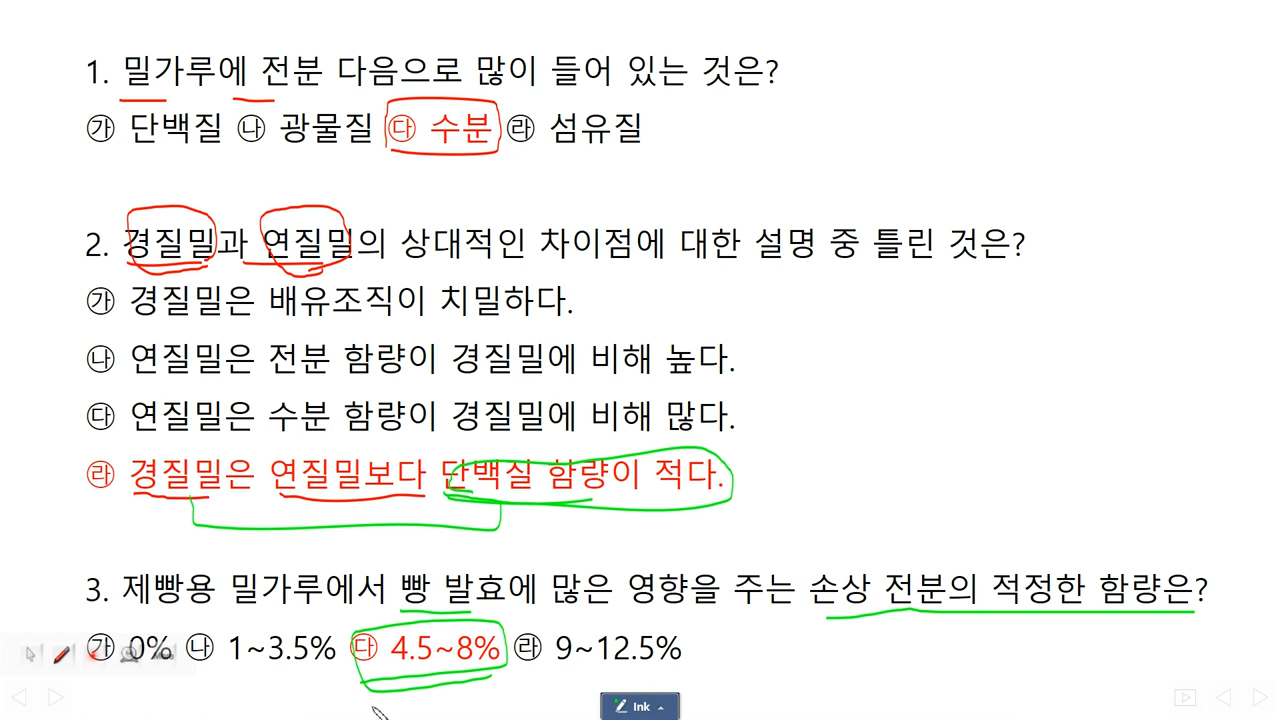 1. 밀가루에 전분 다음으로 많이 들어 있는 것은?
㉮ 단백질 ㉯ 광물질 ㉰ 수분 ㉱ 섬유질
2. 경질밀과 연질밀의 상대적인 차이점에 대한 설명 중 틀린 것은?
㉮ 경질밀은 배유조직이 치밀하다.
㉯ 연질밀은 전분 함량이 경질밀에 비해 높다.
㉰ 연질밀은 수분 함량이 경질밀에 비해 많다.
㉱ 경질밀은 연질밀보다 단백질 함량이 적다.
3. 제빵용 밀가루에서 빵 발효에 많은 영향을 주는 손상 전분의 적정한 함량은?
㉮ 0% ㉯ 1~3.5% ㉰ 4.5~8% ㉱ 9~12.5%
Ink